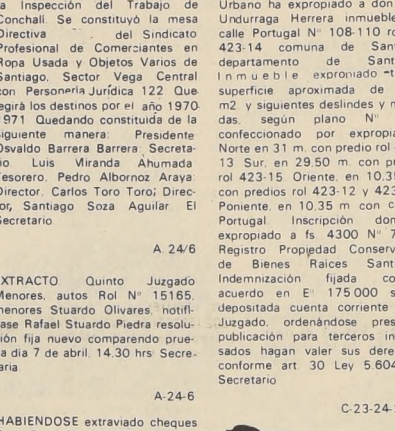 la Inspección del Trabajo de
Conchalí. Se constituyó la mesa
Directiva del Sindicato
Profesional de Comerciantes en
Ropa Usada y Objetos Varios de
Santiago, Sector Vega Central
con Personería Jurídica 122 Que
regirá los destinos por el año 1970-
1971 Quedando constituida de la
siguiente manera: Presidente
Osvaldo Barrera Barrera; Secreta-
rio Luis Miranda Ahumada
Tesorero, Pedro Albornoz Araya:
Director, Carlos Toro Toro; Direc-
tor, Santiago Soza Aguilar. El
Secretario
A. 24/6
EXTRACTO Quinto Juzgado
Menores, autos Rol N° 15165,
menores Stuardo Olivares, notifí-
case Rafael Stuardo Piedra resolu-
ción fija nuevo comparendo prue-
ba día 7 de abril, 14.30 hrs. Secre-
taria
A-24-6
HABIENDOSE extraviado cheques
Urbano ha expropiado a don
Undurraga Herrera inmueble
calle Portugal N° 108-110 ro
423-14 comuna de San
departamento de Sant
Inmueble expropiado t
superficie aproximada de
m2 y siguientes deslindes y m
das, según plano N°
confeccionado por expropia
Norte en 31 m. con predio rol
13 Sur, en 29,50 m. con p
rol 423-15 Oriente, en 10,3
con predios rol 423-12 y 423
Poniente, en 10,35 m con c
Portugal. Inscripción don
expropiado a fs 4300 N° 7
Registro Propiedad Conserv
de Bienes Raíces Sant
Indemnización fijada co
acuerdo en E° 175.000 s
depositada cuenta corriente
Juzgado, ordenándose pres
publicación para terceros in
sados hagan valer sus dere
conforme art 30 Ley 5.604
Secretario
C-23-24-